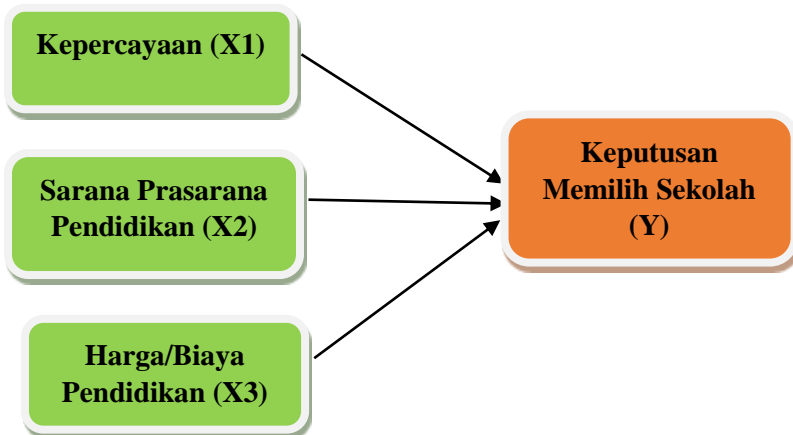 Kepercayaan (X1)
Sarana Prasarana
Pendidikan (X2)
Harga/Biaya
Pendidikan (X3)
Keputusan
Memilih Sekolah
(Y)